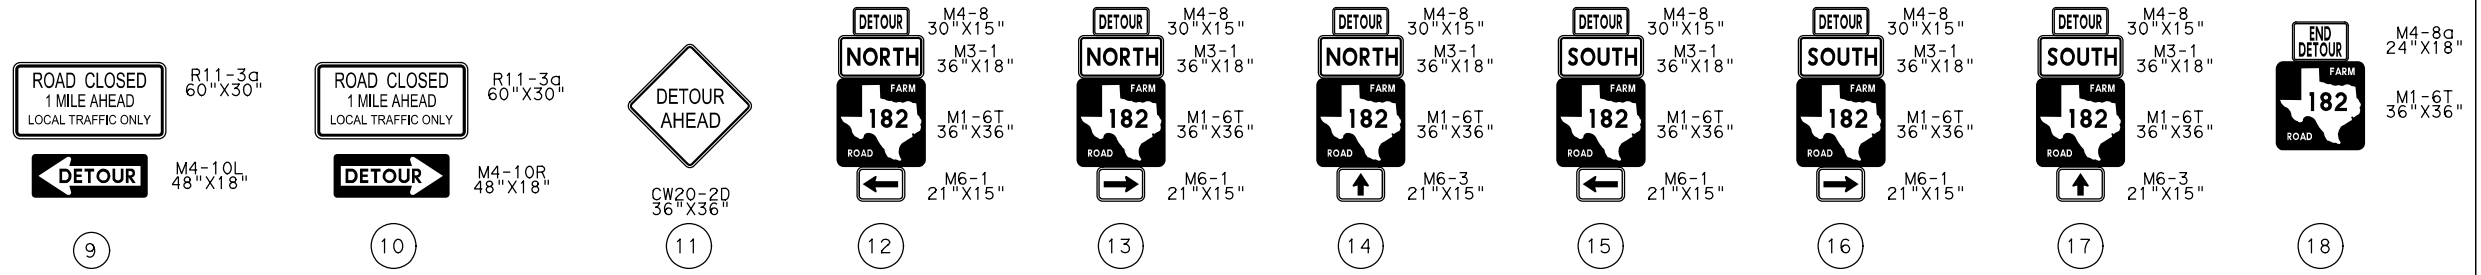 ROAD CLOSED
1 MILE AHEAD
LOCAL TRAFFIC ONLY
R11-3a
60"X30"
DETOUR
M4-10L
48"X18"
9
ROAD CLOSED
1 MILE AHEAD
LOCAL TRAFFIC ONLY
R11-3a
60"X30"
DETOUR
M4-10R
48"X18"
10
DETOUR
AHEAD
CW20-2D
36"X36"
11
DETOUR
M4-8
30"X15"
NORTH
M3-1
36"X18"
FARM
182
ROAD
M1-6T
36"X36"
M6-1
21"X15"
12
DETOUR
M4-8
30"X15"
NORTH
M3-1
36"X18"
FARM
182
ROAD
M1-6T
36"X36"
M6-1
21"X15"
13
DETOUR
M4-8
30"X15"
NORTH
M3-1
36"X18"
FARM
182
ROAD
M1-6T
36"X36"
M6-3
21"X15"
14
DETOUR
M4-8
30"X15"
SOUTH
M3-1
36"X18"
FARM
182
ROAD
M1-6T
36"X36"
M6-1
21"X15"
15
DETOUR
M4-8
30"X15"
SOUTH
M3-1
36"X18"
FARM
182
ROAD
M1-6T
36"X36"
M6-1
21"X15"
16
DETOUR
M4-8
30"X15"
SOUTH
M3-1
36"X18"
FARM
182
ROAD
M1-6T
36"X36"
M6-3
21"X15"
17
END
DETOUR
M4-8a
24"X18"
FARM
182
ROAD
M1-6T
36"X36"
18